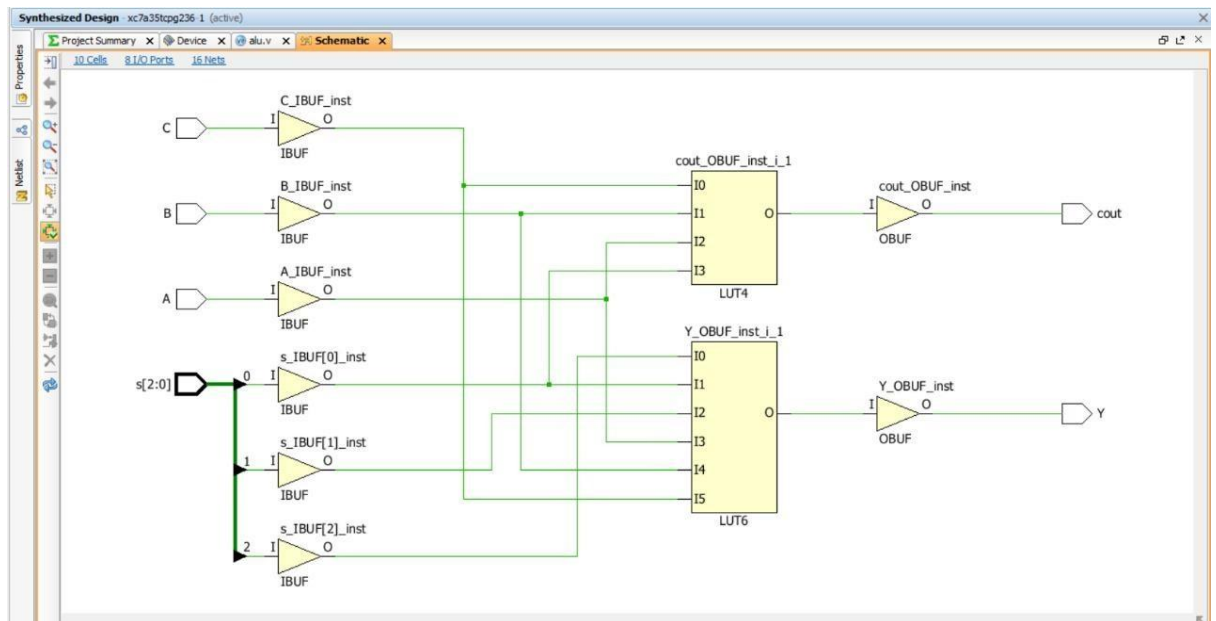 Synthesized Design - xc7a35tcpg236-1 (active)
Properties
Netlist
Project Summary
Device
alu.v
Schematic
10 Cells 8 I/O Ports 16 Nets
C_IBUF_inst
C
I
O
IBUF
B_IBUF_inst
B
I
O
IBUF
A_IBUF_inst
A
I
O
IBUF
s_IBUF[0]_inst
s[2:0]
0
I
O
IBUF
s_IBUF[1]_inst
1
I
O
IBUF
s_IBUF[2]_inst
2
I
O
IBUF
cout_OBUF_inst_i_1
I0
I1
I2
I3
O
LUT4
cout_OBUF_inst
I
O
cout
OBUF
Y_OBUF_inst_i_1
I0
I1
I2
I3
I4
I5
O
LUT6
Y_OBUF_inst
I
O
Y
OBUF